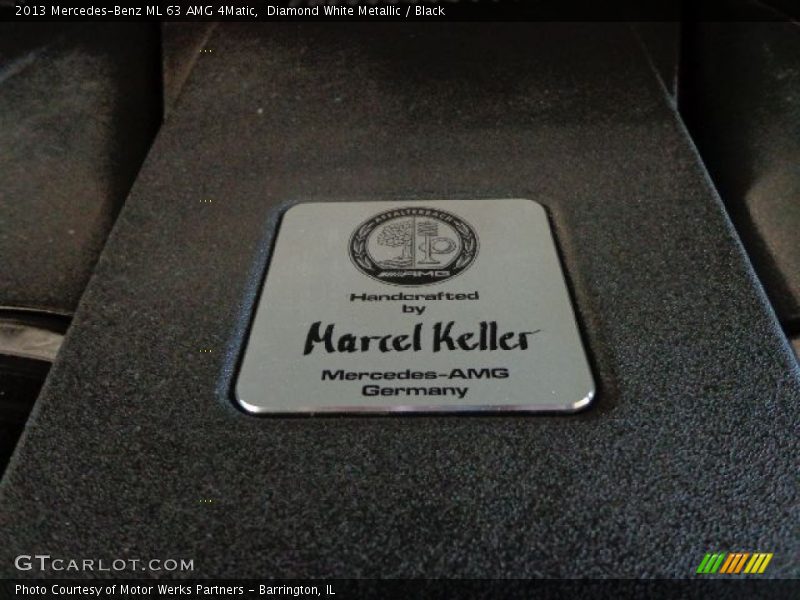 2013 Mercedes-Benz ML 63 AMG 4Matic,  Diamond White Metallic / Black
AFFALTERBACH
AMG
Handcrafted
by
Marcel Keller
Mercedes-AMG
Germany
GTCARLOT.COM
Photo Courtesy of Motor Werks Partners - Barrington, IL